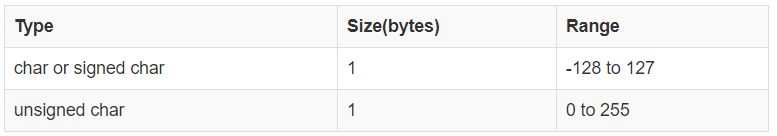 Type Size(bytes) Range
char or signed char 1 -128 to 127
unsigned char 1 0 to 255